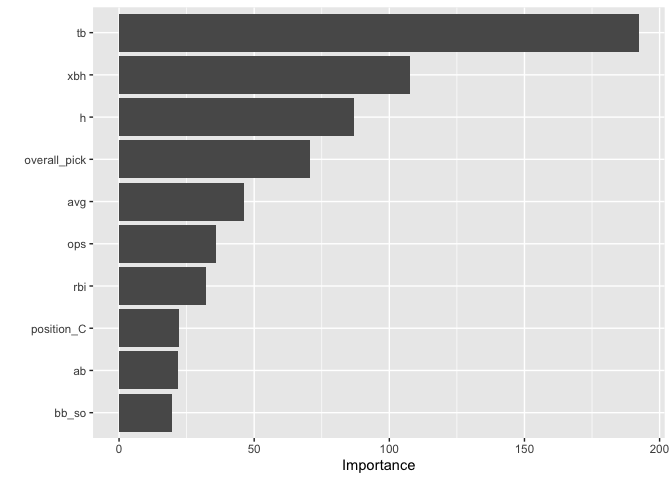 tb
xbh
h
overall_pick
avg
ops
rbi
position_C
ab
bb_so
0 50 100 150 200
Importance